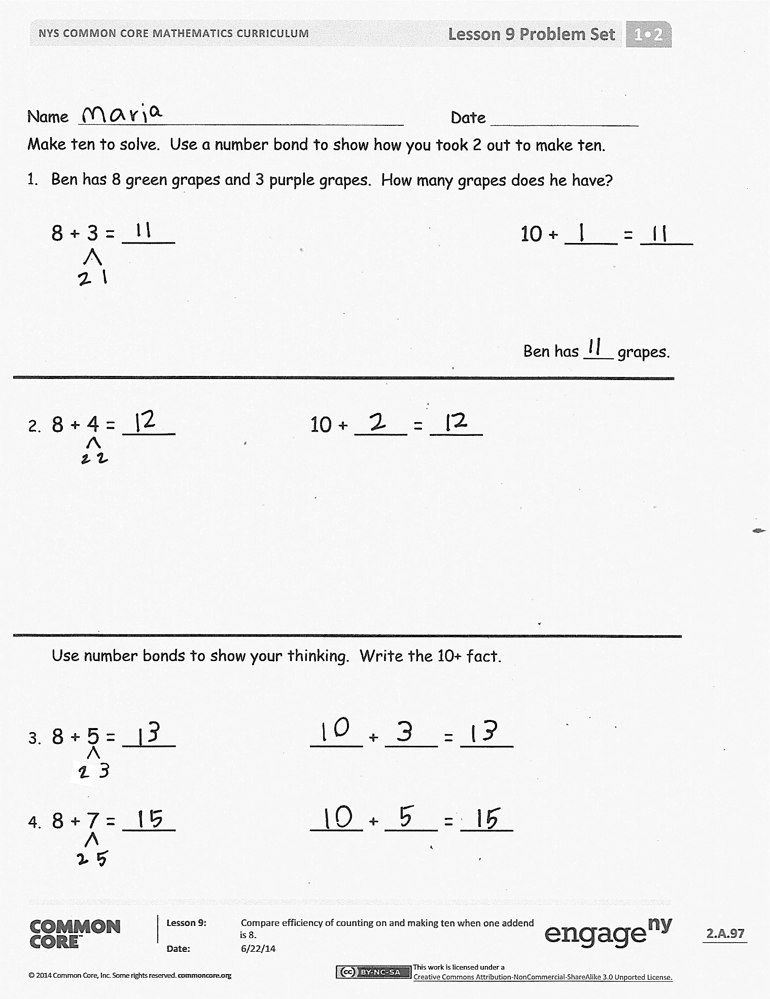 NYS COMMON CORE MATHEMATICS CURRICULUM Lesson 9 Problem Set 1•2
Name Maria Date
Make ten to solve. Use a number bond to show how you took 2 out to make ten.
1. Ben has 8 green grapes and 3 purple grapes. How many grapes does he have?
8 + 3 = 11 10 + 1 = 11
2 1
Ben has 11 grapes.
2. 8 + 4 = 12 10 + 2 = 12
2 2
Use number bonds to show your thinking. Write the 10+ fact.
3. 8 + 5 = 13 10 + 3 = 13
2 3
4. 8 + 7 = 15 10 + 5 = 15
2 5
COMMON CORE™
Lesson 9: Compare efficiency of counting on and making ten when one addend
is 8.
Date: 6/22/14
engage ny
2.A.97
© 2014 Common Core, Inc. Some rights reserved. commoncore.org
cc BY-NC-SA
This work is licensed under a
Creative Commons Attribution-NonCommercial-ShareAlike 3.0 Unported License.